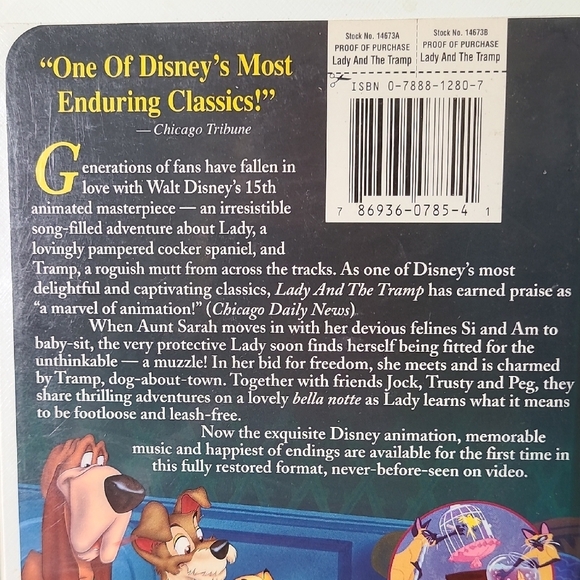 "One Of Disney's Most
Enduring Classics!"
— Chicago Tribune
Stock No. 14673A
PROOF OF PURCHASE
Lady And The Tramp
Stock No. 14673B
PROOF OF PURCHASE
Lady And The Tramp
ISBN 0-7888-1280-7
7 86936-0785-4 1
Generations of fans have fallen in
love with Walt Disney's 15th
animated masterpiece — an irresistible
song-filled adventure about Lady, a
lovingly pampered cocker spaniel, and
Tramp, a roguish mutt from across the tracks. As one of Disney's most
delightful and captivating classics, Lady And The Tramp has earned praise as
"a marvel of animation!" (Chicago Daily News)
When Aunt Sarah moves in with her devious felines Si and Am to
baby-sit, the very protective Lady soon finds herself being fitted for the
unthinkable — a muzzle! In her bid for freedom, she meets and is charmed
by Tramp, dog-about-town. Together with friends Jock, Trusty and Peg, they
share thrilling adventures on a lovely bella notte as Lady learns what it means
to be footloose and leash-free.
Now the exquisite Disney animation, memorable
music and happiest of endings are available for the first time in
this fully restored format, never-before-seen on video.